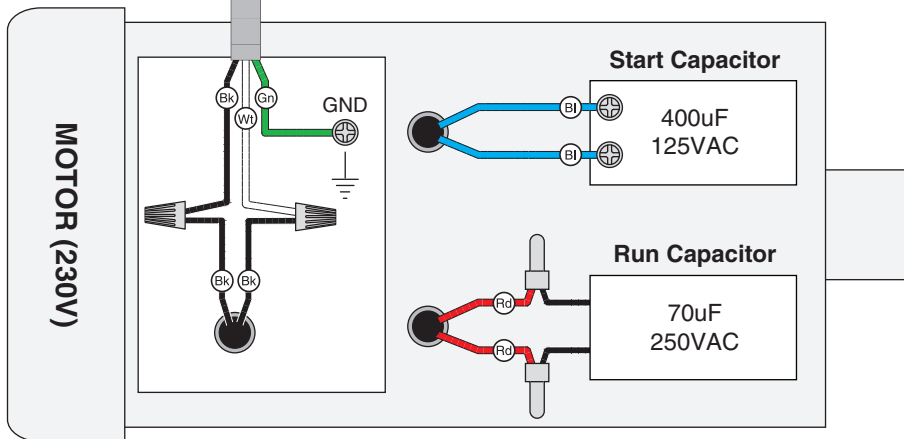 MOTOR (230V)
Bk
Wt
Gn
GND
Bk
Bk
Start Capacitor
Bl
Bl
400uF
125VAC
Run Capacitor
Rd
Rd
70uF
250VAC